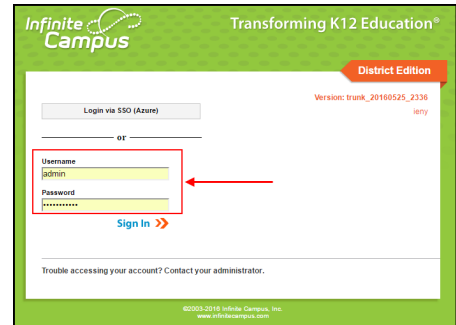 Infinite
Campus
Transforming K12 Education®
District Edition
Version: trunk_20160525_2336
ieny
Login via SSO (Azure)
or
Username
admin
Password
•••••••••••
Sign In
Trouble accessing your account? Contact your administrator.
©2003-2016 Infinite Campus, Inc.
www.infinitecampus.com